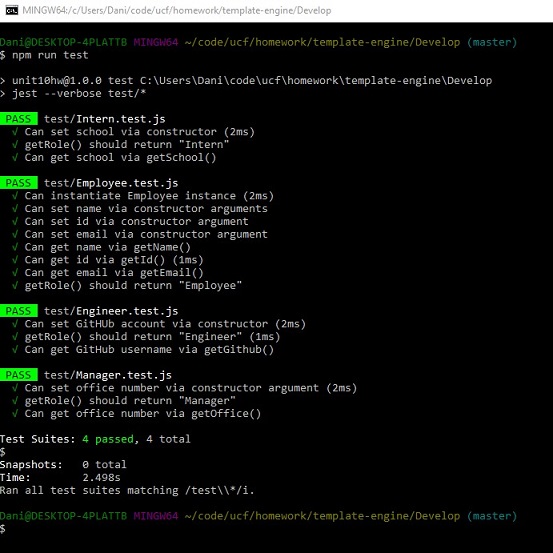 MINGW64:/c/Users/Dani/code/ucf/homework/template-engine/Develop
Dani@DESKTOP-4PLATTB MINGW64 ~/code/ucf/homework/template-engine/Develop (master)
$ npm run test
> unit10hw@1.0.0 test C:\Users\Dani\code\ucf\homework\template-engine\Develop
> jest --verbose test/*
PASS test/Intern.test.js
√ Can set school via constructor (2ms)
√ getRole() should return "Intern"
√ Can get school via getSchool()
PASS test/Employee.test.js
√ Can instantiate Employee instance (2ms)
√ Can set name via constructor arguments
√ Can set id via constructor argument
√ Can set email via constructor argument
√ Can get name via getName()
√ Can get id via getId() (1ms)
√ Can get email via getEmail()
√ getRole() should return "Employee"
PASS test/Engineer.test.js
√ Can set GitHUb account via constructor (2ms)
√ getRole() should return "Engineer" (1ms)
√ Can get GitHub username via getGithub()
PASS test/Manager.test.js
√ Can set office number via constructor argument (2ms)
√ getRole() should return "Manager"
√ Can get office number via getOffice()
Test Suites: 4 passed, 4 total
$
Snapshots: 0 total
Time: 2.498s
Ran all test suites matching /test\\*/i.
Dani@DESKTOP-4PLATTB MINGW64 ~/code/ucf/homework/template-engine/Develop (master)
$